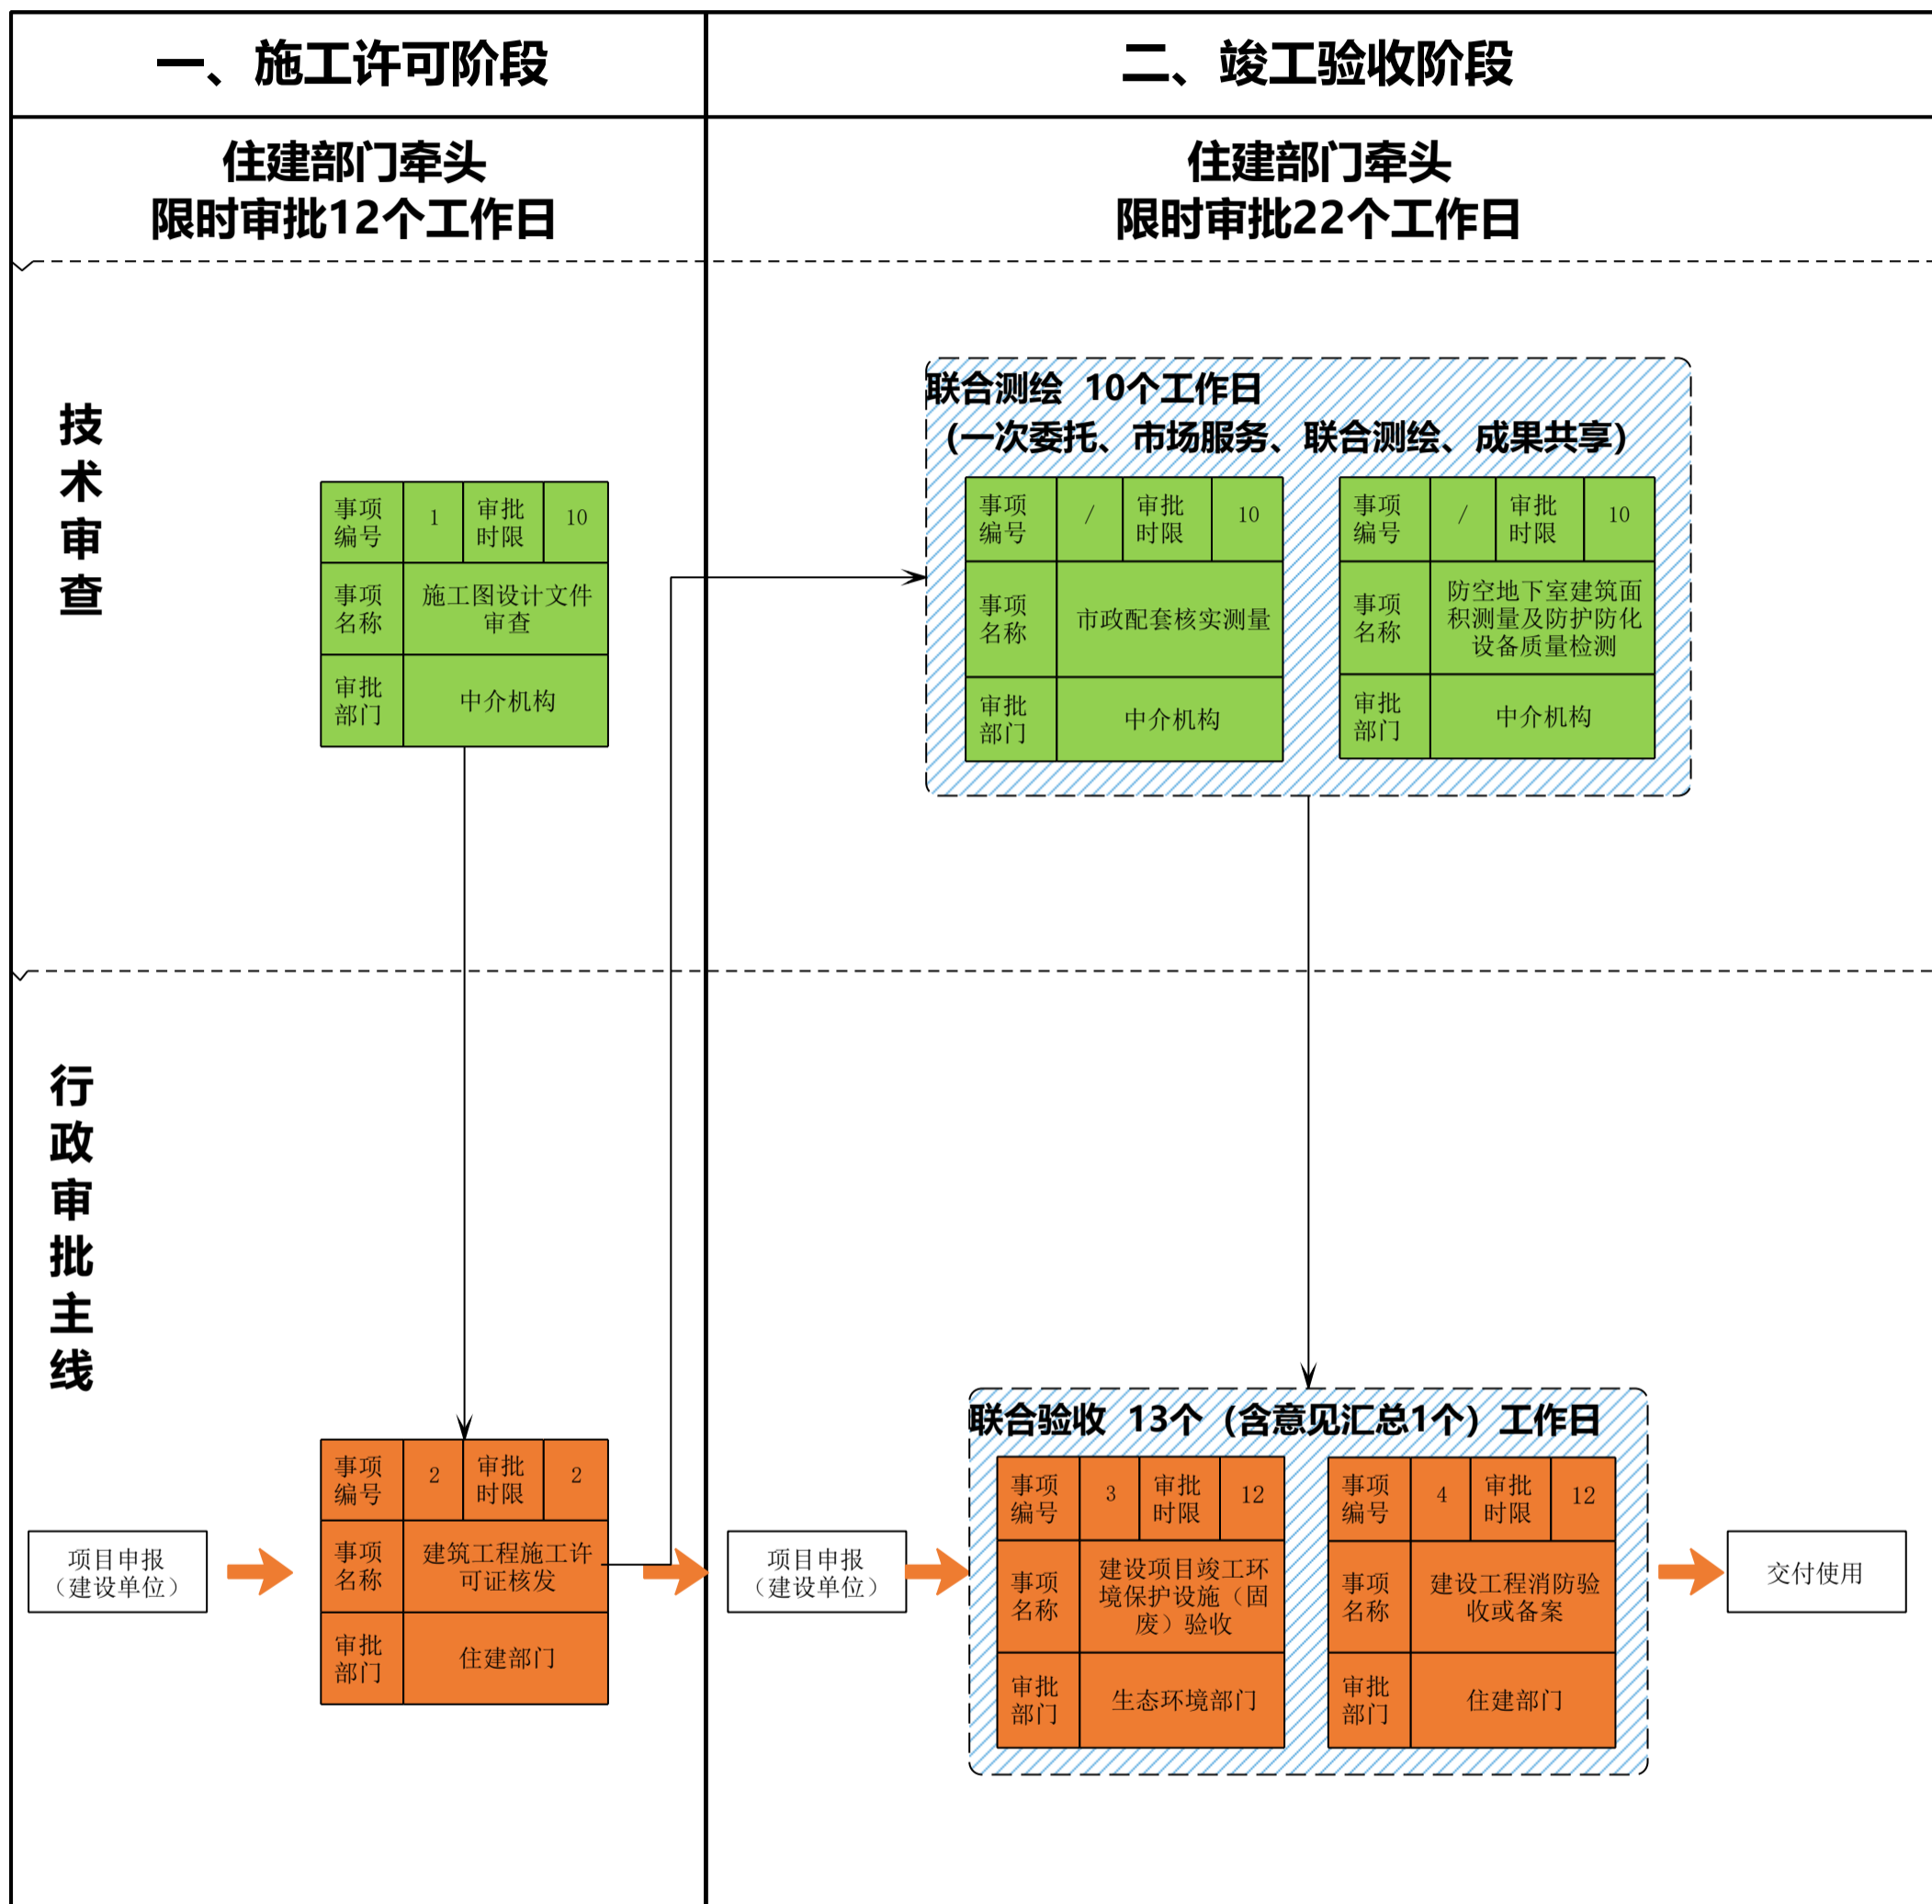 一、施工许可阶段
二、竣工验收阶段
住建部门牵头
限时审批12个工作日
住建部门牵头
限时审批22个工作日
技术审查
事项编号
1
审批时限
10
事项名称
施工图设计文件
审查
审批部门
中介机构
联合测绘 10个工作日
（一次委托、市场服务、联合测绘、成果共享）
事项编号
/
审批时限
10
事项名称
市政配套核实测量
审批部门
中介机构
事项编号
/
审批时限
10
事项名称
防空地下室建筑面
积测量及防护防化
设备质量检测
审批部门
中介机构
行政审批主线
项目申报
（建设单位）
事项编号
2
审批时限
2
事项名称
建筑工程施工许
可证核发
审批部门
住建部门
项目申报
（建设单位）
联合验收 13个（含意见汇总1个）工作日
事项编号
3
审批时限
12
事项名称
建设项目竣工环
境保护设施（固
废）验收
审批部门
生态环境部门
事项编号
4
审批时限
12
事项名称
建设工程消防验
收或备案
审批部门
住建部门
交付使用